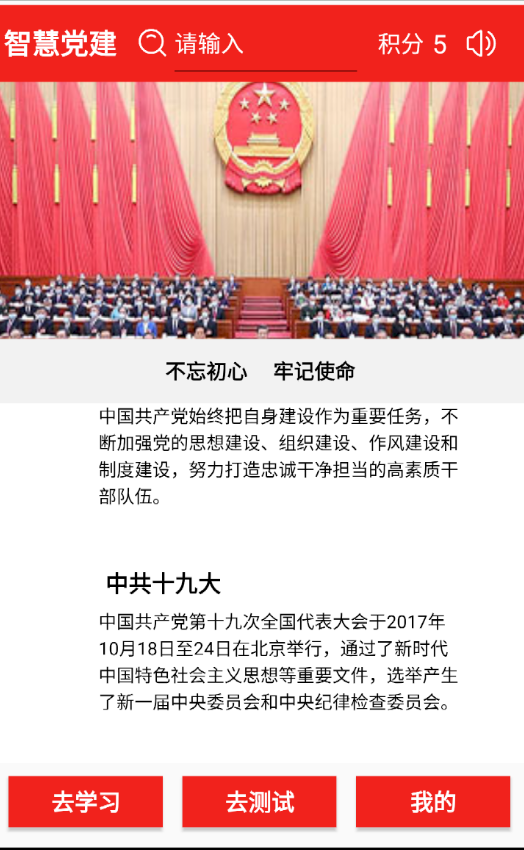 智慧党建 请输入 积分 5
不忘初心 牢记使命
中国共产党始终把自身建设作为重要任务，不
断加强党的思想建设、组织建设、作风建设和
制度建设，努力打造忠诚干净担当的高素质干
部队伍。
中共十九大
中国共产党第十九次全国代表大会于2017年
10月18日至24日在北京举行，通过了新时代
中国特色社会主义思想等重要文件，选举产生
了新一届中央委员会和中央纪律检查委员会。
去学习 去测试 我的